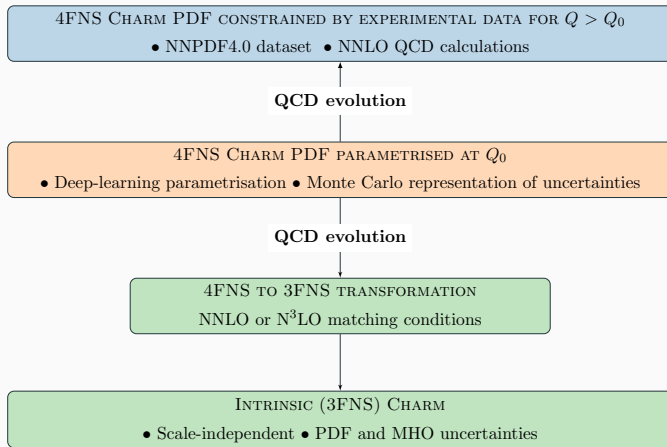 4FNS Charm PDF constrained by experimental data for Q > Q₀
• NNPDF4.0 dataset • NNLO QCD calculations
QCD evolution
4FNS Charm PDF parametrised at Q₀
• Deep-learning parametrisation • Monte Carlo representation of uncertainties
QCD evolution
4FNS to 3FNS transformation
NNLO or N³LO matching conditions
Intrinsic (3FNS) Charm
• Scale-independent • PDF and MHO uncertainties